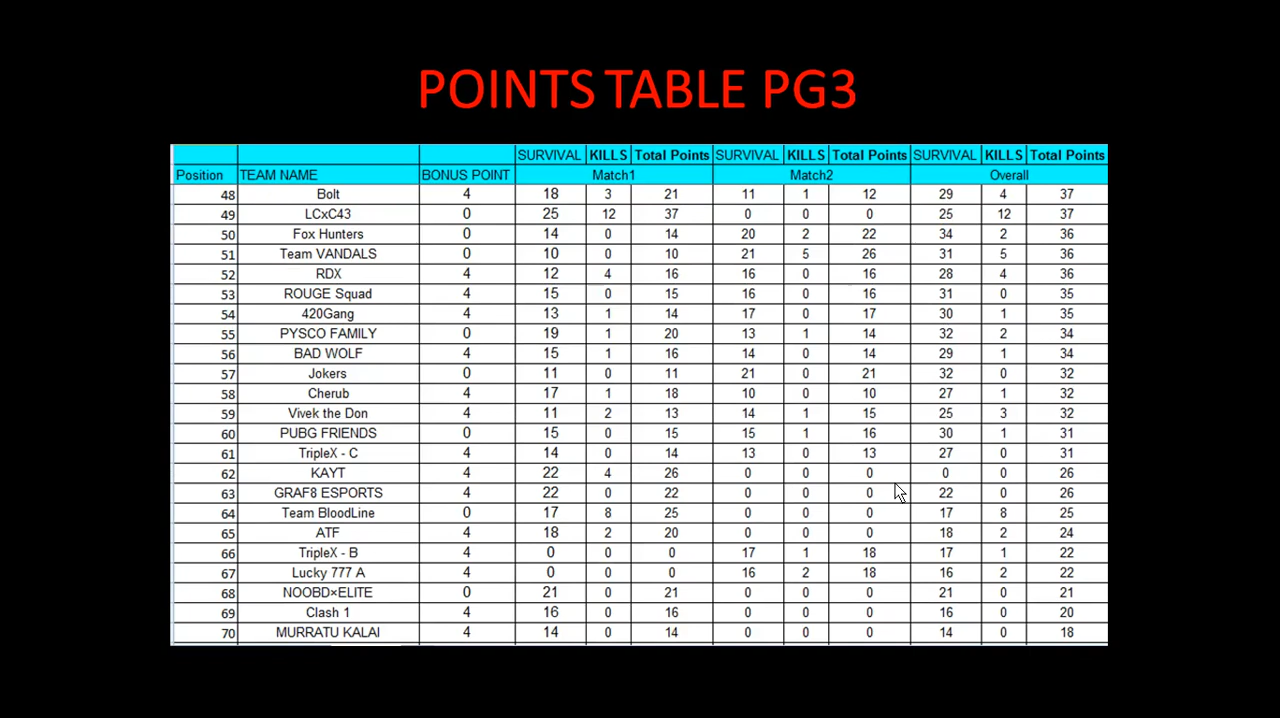 POINTS TABLE PG3
SURVIVAL KILLS Total Points SURVIVAL KILLS Total Points SURVIVAL KILLS Total Points
Position TEAM NAME BONUS POINT Match1 Match2 Overall
48 Bolt 4 18 3 21 11 1 12 29 4 37
49 LCxC43 0 25 12 37 0 0 0 25 12 37
50 Fox Hunters 0 14 0 14 20 2 22 34 2 36
51 Team VANDALS 0 10 0 10 21 5 26 31 5 36
52 RDX 4 12 4 16 16 0 16 28 4 36
53 ROUGE Squad 4 15 0 15 16 0 16 31 0 35
54 420Gang 4 13 1 14 17 0 17 30 1 35
55 PYSCO FAMILY 0 19 1 20 13 1 14 32 2 34
56 BAD WOLF 4 15 1 16 14 0 14 29 1 34
57 Jokers 0 11 0 11 21 0 21 32 0 32
58 Cherub 4 17 1 18 10 0 10 27 1 32
59 Vivek the Don 4 11 2 13 14 1 15 25 3 32
60 PUBG FRIENDS 0 15 0 15 15 1 16 30 1 31
61 TripleX - C 4 14 0 14 13 0 13 27 0 31
62 KAYT 4 22 4 26 0 0 0 0 0 26
63 GRAF8 ESPORTS 4 22 0 22 0 0 0 22 0 26
64 Team BloodLine 0 17 8 25 0 0 0 17 8 25
65 ATF 4 18 2 20 0 0 0 18 2 24
66 TripleX - B 4 0 0 0 17 1 18 17 1 22
67 Lucky 777 A 4 0 0 0 16 2 18 16 2 22
68 NOOBD×ELITE 0 21 0 21 0 0 0 21 0 21
69 Clash 1 4 16 0 16 0 0 0 16 0 20
70 MURRATU KALAI 4 14 0 14 0 0 0 14 0 18